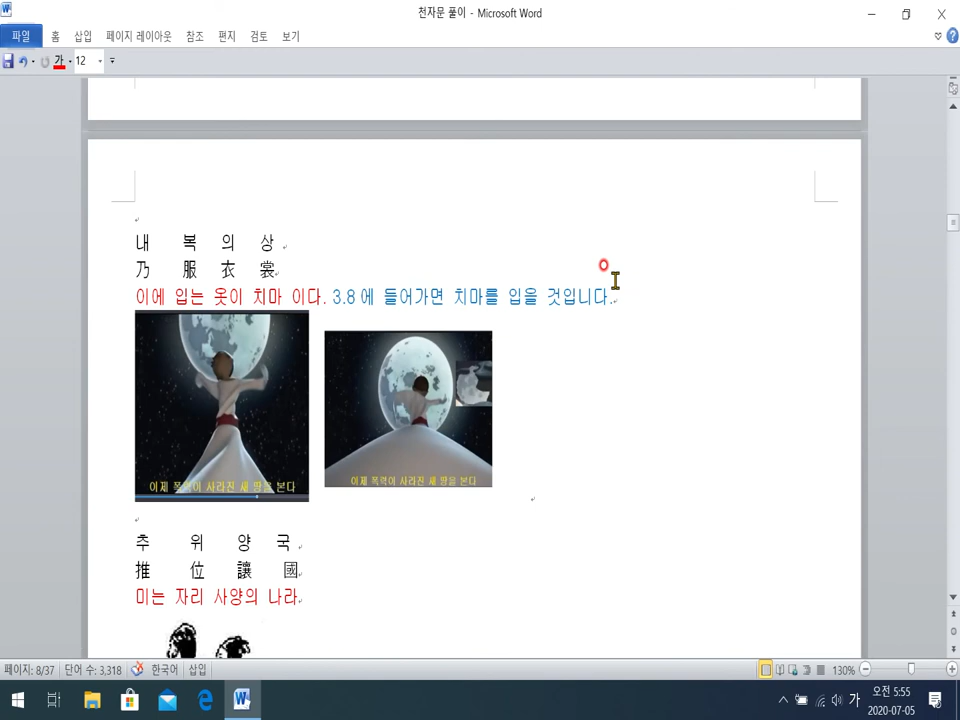 천자문 풀이 - Microsoft Word
파일 홈 삽입 페이지 레이아웃 참조 편지 검토 보기
가 12
내 복 의 상
乃 服 衣 裳
이에 입는 옷이 치마 이다. 3.8에 들어가면 치마를 입을 것입니다.
이제 폭력이 사라진 새 땅을 본다
이제 폭력이 사라진 새 땅을 본다
추 위 양 국
推 位 讓 國
미는 자리 사양의 나라
페이지: 8/37 단어 수: 3,318 한국어 삽입 130%
가 오전 5:55
2020-07-05